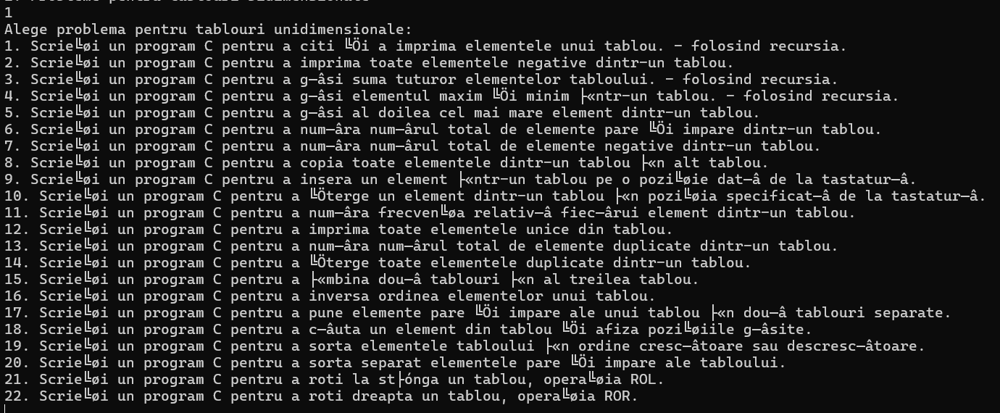 1
Alege problema pentru tablouri unidimensionale:
1. Scrie╚øi un program C pentru a citi ╚Öi a imprima elementele unui tablou. - folosind recursia.
2. Scrie╚øi un program C pentru a imprima toate elementele negative dintr-un tablou.
3. Scrie╚øi un program C pentru a g─âsi suma tuturor elementelor tabloului. - folosind recursia.
4. Scrie╚øi un program C pentru a g─âsi elementul maxim ╚Öi minim ├«ntr-un tablou. - folosind recursia.
5. Scrie╚øi un program C pentru a g─âsi al doilea cel mai mare element dintr-un tablou.
6. Scrie╚øi un program C pentru a num─âra num─ârul total de elemente pare ╚Öi impare dintr-un tablou.
7. Scrie╚øi un program C pentru a num─âra num─ârul total de elemente negative dintr-un tablou.
8. Scrie╚øi un program C pentru a copia toate elementele dintr-un tablou ├«n alt tablou.
9. Scrie╚øi un program C pentru a insera un element ├«ntr-un tablou pe o pozi╚øie dat─â de la tastatur─â.
10. Scrie╚øi un program C pentru a ╚Öterge un element dintr-un tablou ├«n pozi╚øia specificat─â de la tastatur─â.
11. Scrie╚øi un program C pentru a num─âra frecven╚øa relativ─â fiec─ârui element dintr-un tablou.
12. Scrie╚øi un program C pentru a imprima toate elementele unice din tablou.
13. Scrie╚øi un program C pentru a num─âra num─ârul total de elemente duplicate dintr-un tablou.
14. Scrie╚øi un program C pentru a ╚Öterge toate elementele duplicate dintr-un tablou.
15. Scrie╚øi un program C pentru a ├«mbina dou─â tablouri ├«n al treilea tablou.
16. Scrie╚øi un program C pentru a inversa ordinea elementelor unui tablou.
17. Scrie╚øi un program C pentru a pune elemente pare ╚Öi impare ale unui tablou ├«n dou─â tablouri separate.
18. Scrie╚øi un program C pentru a c─âuta un element din tablou ╚Öi afiza pozi╚øiile g─âsite.
19. Scrie╚øi un program C pentru a sorta elementele tabloului ├«n ordine cresc─âtoare sau descresc─âtoare.
20. Scrie╚øi un program C pentru a sorta separat elementele pare ╚Öi impare ale tabloului.
21. Scrie╚øi un program C pentru a roti la st├ónga un tablou, opera╚øia ROL.
22. Scrie╚øi un program C pentru a roti dreapta un tablou, opera╚øia ROR.